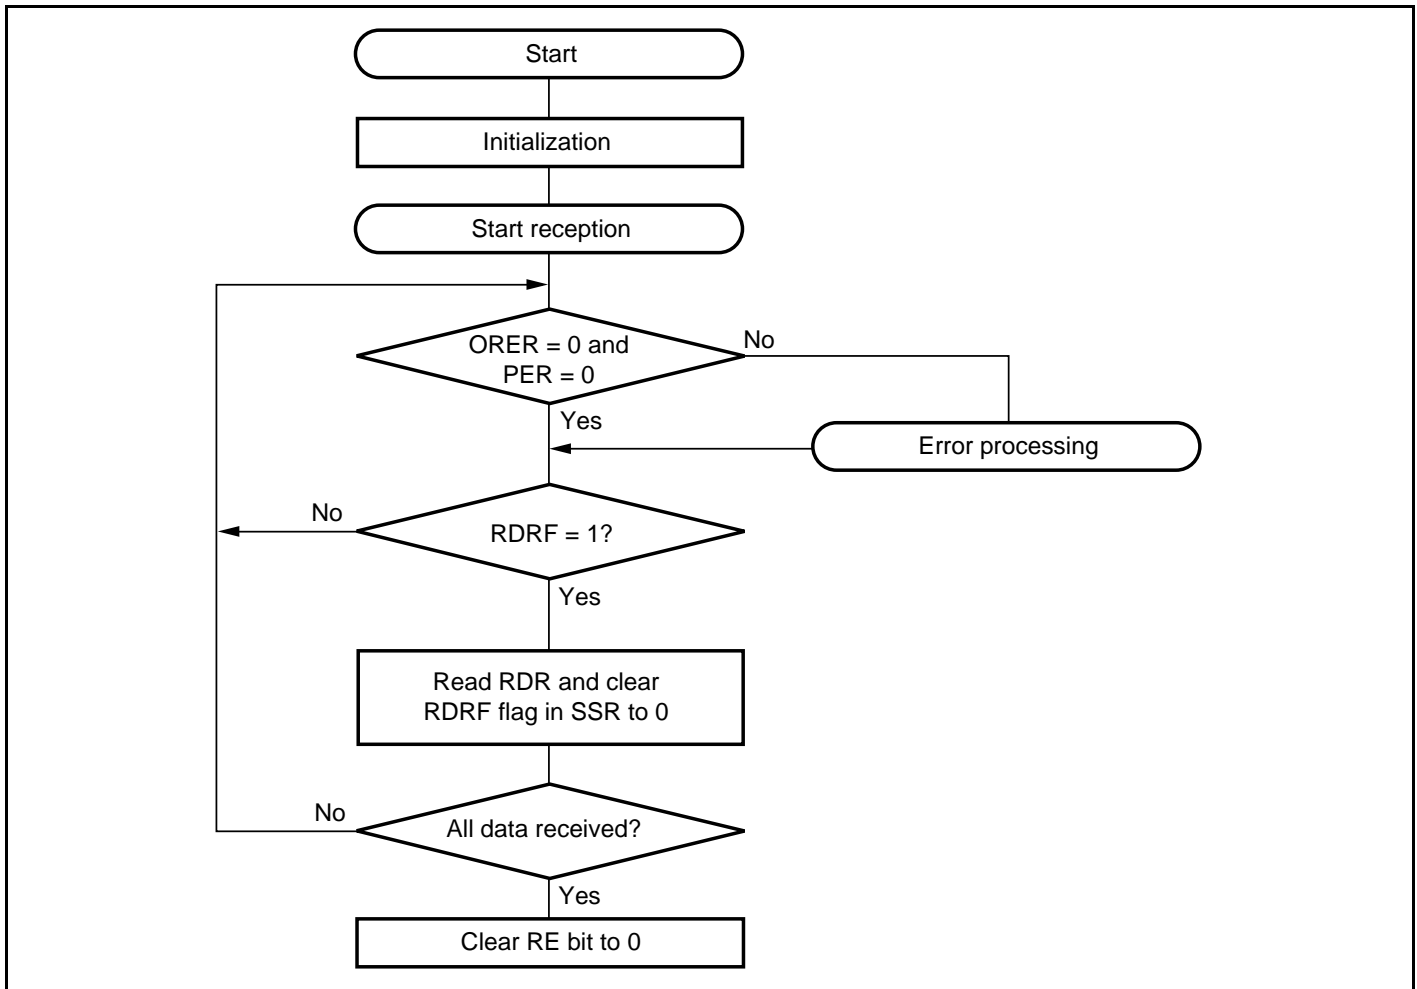 Start
Initialization
Start reception
ORER = 0 and
PER = 0
No
Yes
Error processing
No
RDRF = 1?
Yes
Read RDR and clear
RDRF flag in SSR to 0
No
All data received?
Yes
Clear RE bit to 0